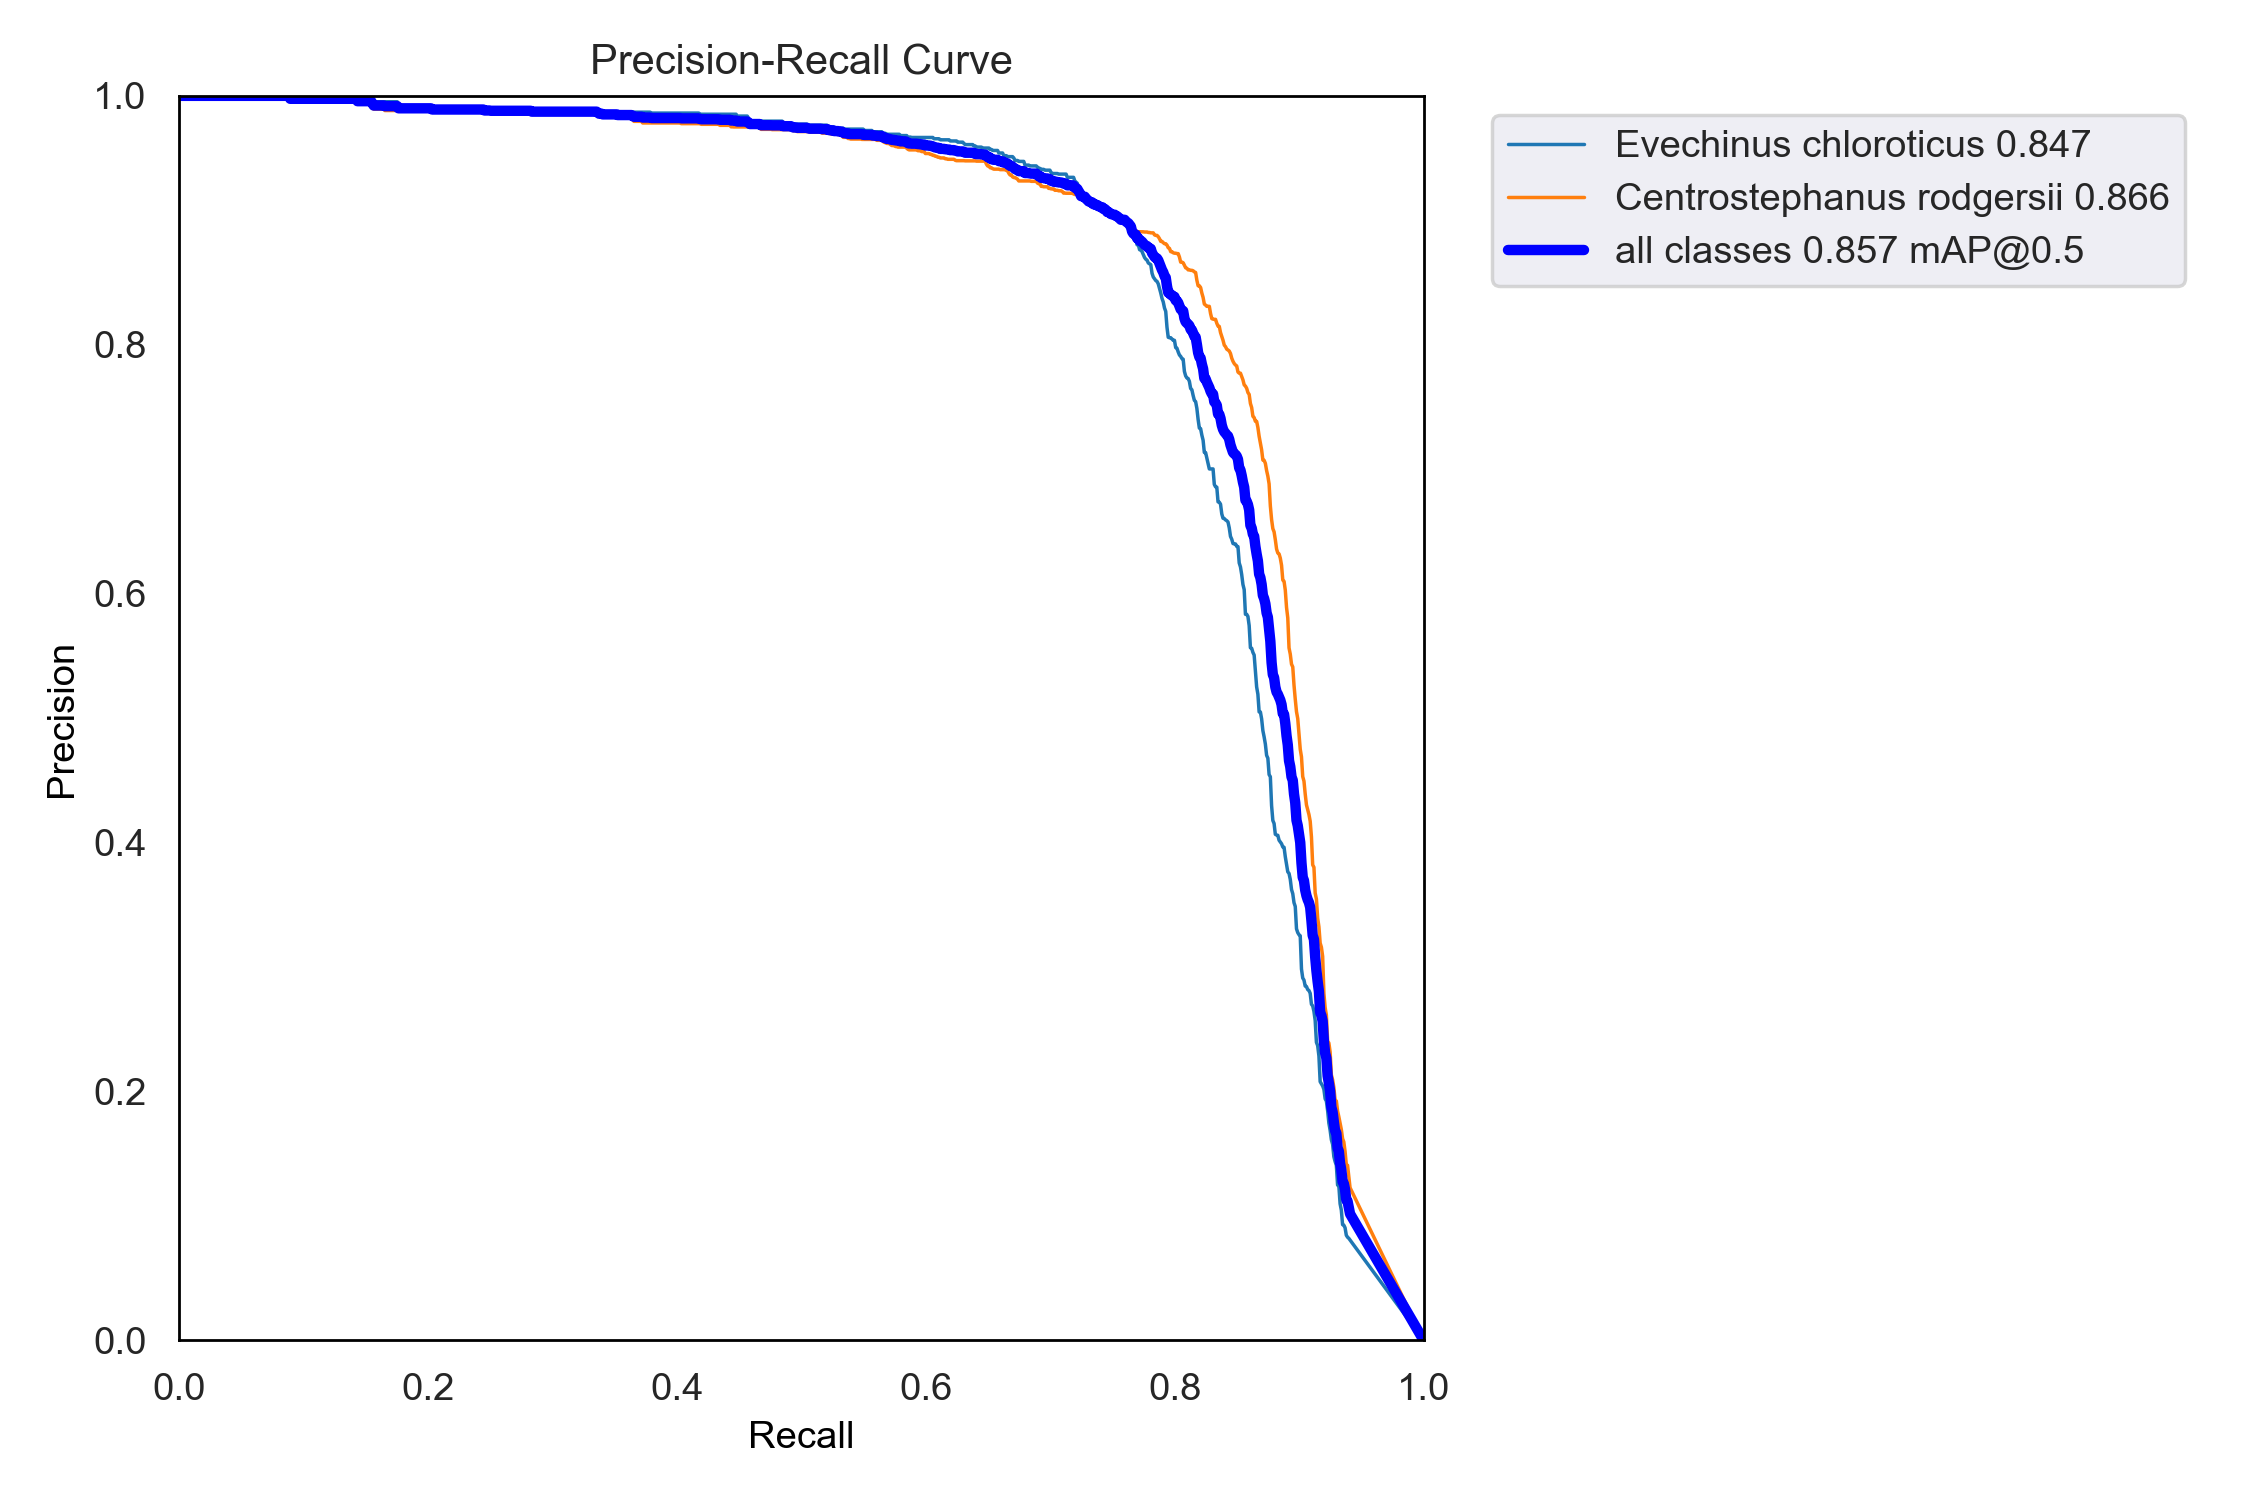 Precision-Recall Curve
1.0
0.8
0.6
0.4
0.2
0.0
Precision
0.0 0.2 0.4 0.6 0.8 1.0
Recall
Evechinus chloroticus 0.847
Centrostephanus rodgersii 0.866
all classes 0.857 mAP@0.5